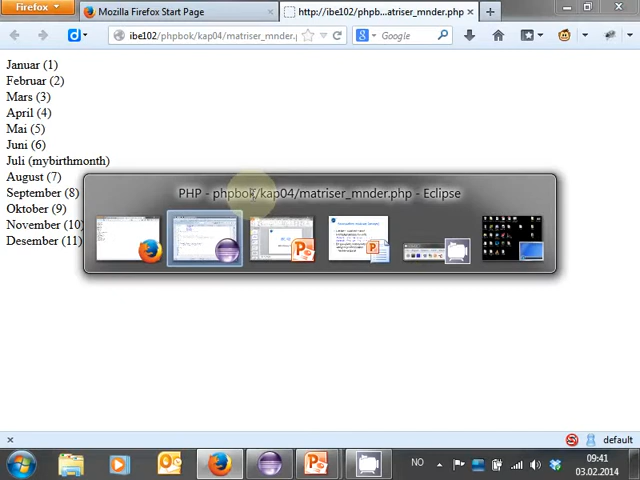 Firefox
Mozilla Firefox Start Page
http://ibe102/phpb...atriser_mnder.php
ibe102/phpbok/kap04/matriser_mnder.
Google
Januar (1)
Februar (2)
Mars (3)
April (4)
Mai (5)
Juni (6)
Juli (mybirthmonth)
August (7)
September (8)
Oktober (9)
November (10)
Desember (11)
PHP - phpbok/kap04/matriser_mnder.php - Eclipse
default
NO
09:41
03.02.2014